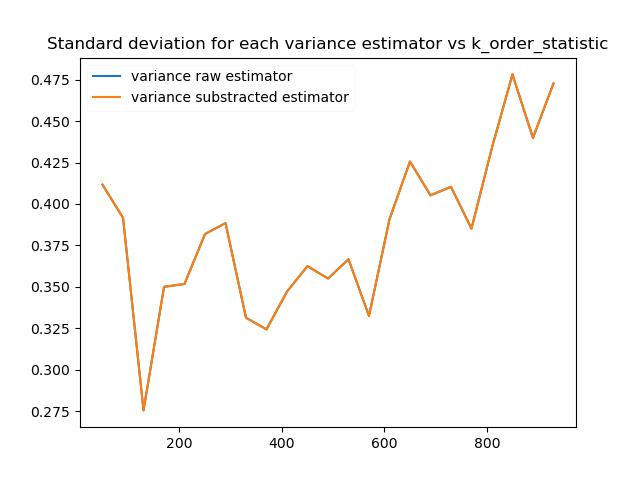 Standard deviation for each variance estimator vs k_order_statistic
variance raw estimator
variance substracted estimator
0.475
0.450
0.425
0.400
0.375
0.350
0.325
0.300
0.275
200 400 600 800